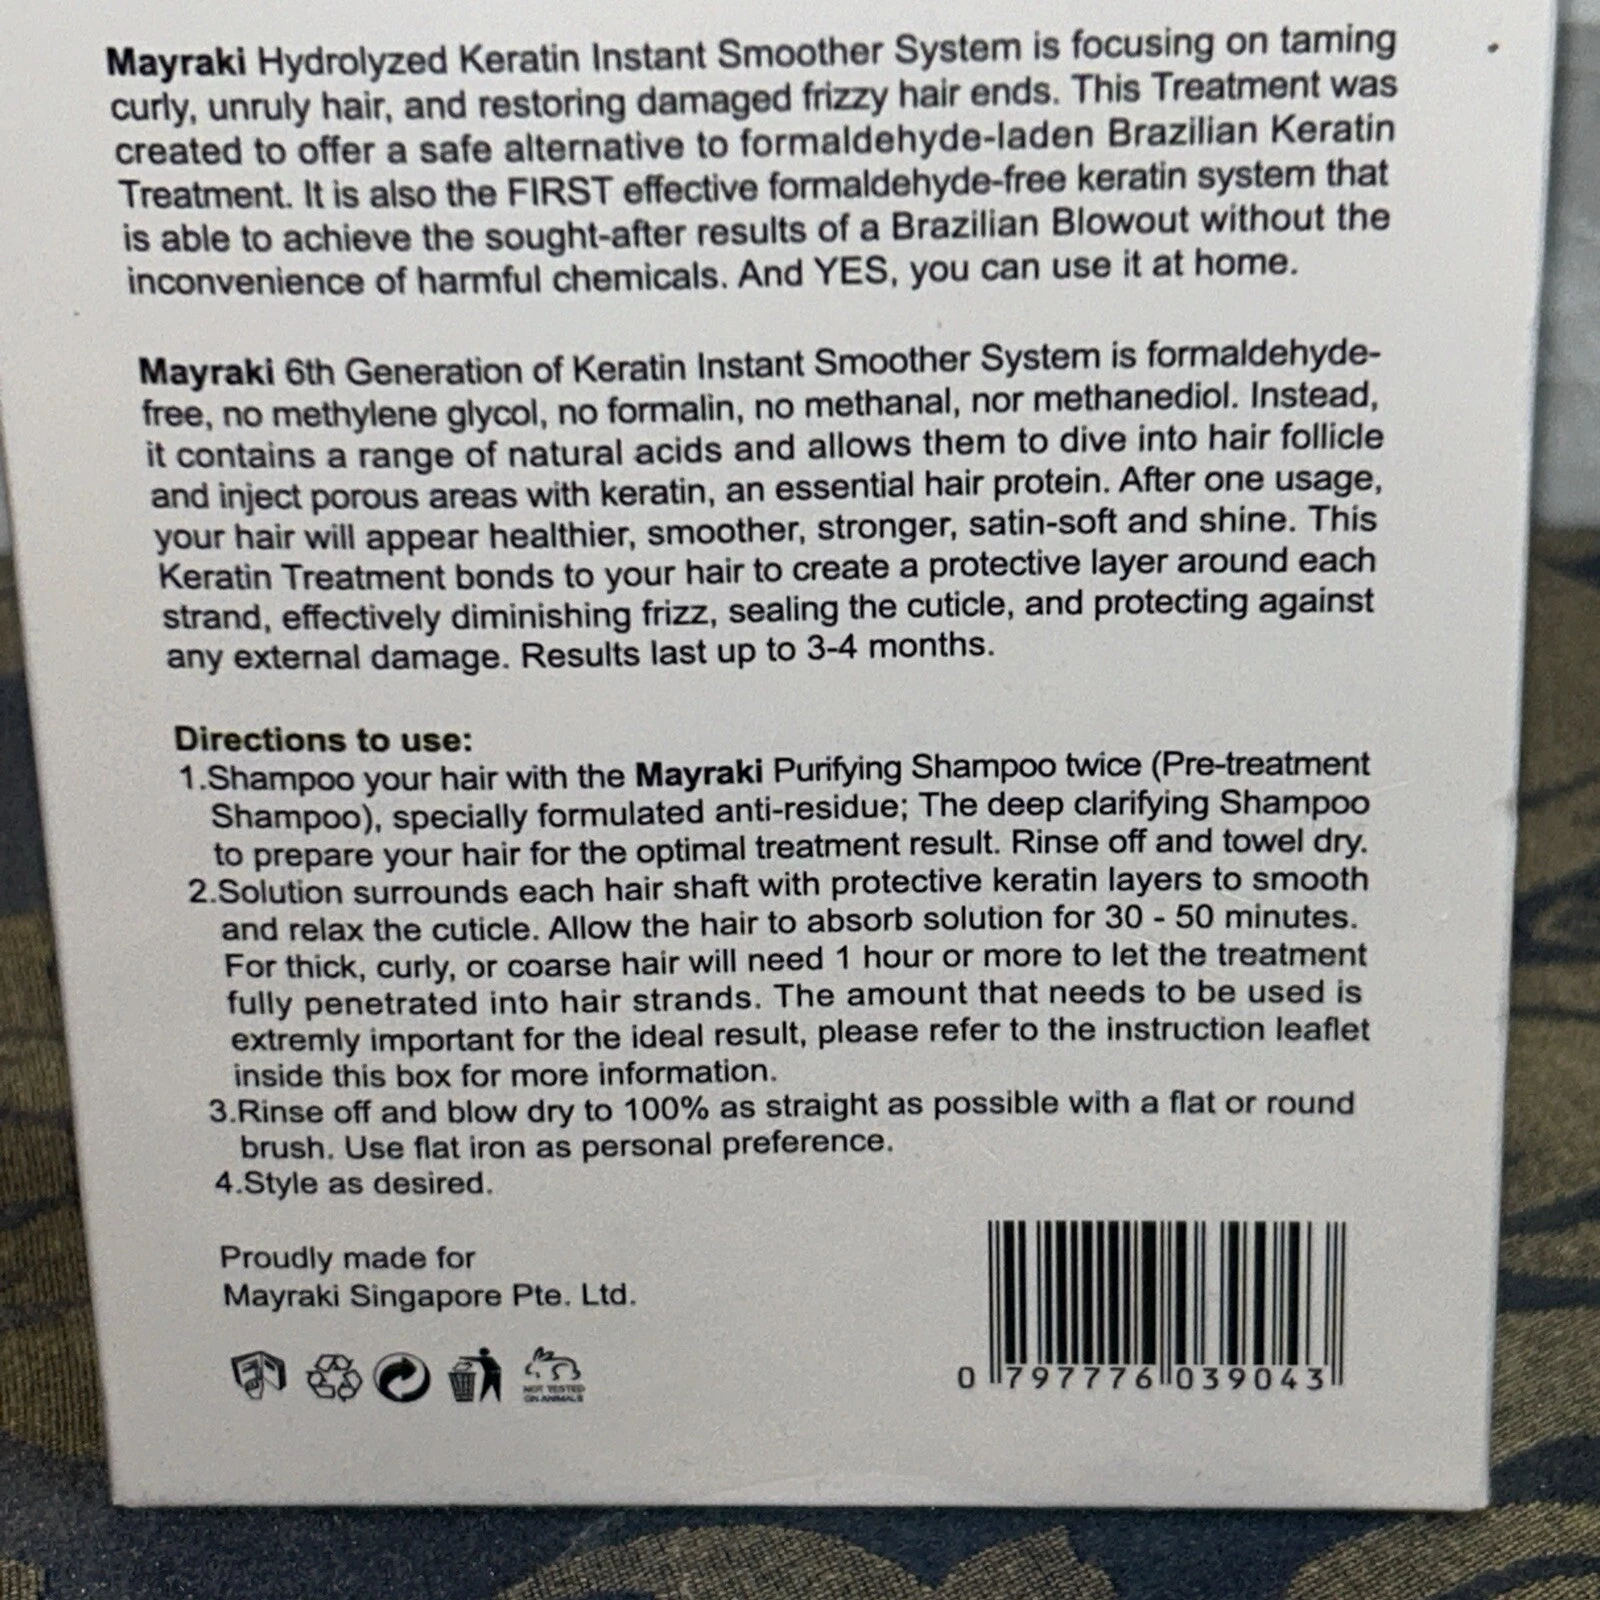 Mayraki Hydrolyzed Keratin Instant Smoother System is focusing on taming
curly, unruly hair, and restoring damaged frizzy hair ends. This Treatment was
created to offer a safe alternative to formaldehyde-laden Brazilian Keratin
Treatment. It is also the FIRST effective formaldehyde-free keratin system that
is able to achieve the sought-after results of a Brazilian Blowout without the
inconvenience of harmful chemicals. And YES, you can use it at home.
Mayraki 6th Generation of Keratin Instant Smoother System is formaldehyde-
free, no methylene glycol, no formalin, no methanal, nor methanediol. Instead,
it contains a range of natural acids and allows them to dive into hair follicle
and inject porous areas with keratin, an essential hair protein. After one usage,
your hair will appear healthier, smoother, stronger, satin-soft and shine. This
Keratin Treatment bonds to your hair to create a protective layer around each
strand, effectively diminishing frizz, sealing the cuticle, and protecting against
any external damage. Results last up to 3-4 months.
Directions to use:
1.Shampoo your hair with the Mayraki Purifying Shampoo twice (Pre-treatment
Shampoo), specially formulated anti-residue; The deep clarifying Shampoo
to prepare your hair for the optimal treatment result. Rinse off and towel dry.
2.Solution surrounds each hair shaft with protective keratin layers to smooth
and relax the cuticle. Allow the hair to absorb solution for 30 - 50 minutes.
For thick, curly, or coarse hair will need 1 hour or more to let the treatment
fully penetrated into hair strands. The amount that needs to be used is
extremly important for the ideal result, please refer to the instruction leaflet
inside this box for more information.
3.Rinse off and blow dry to 100% as straight as possible with a flat or round
brush. Use flat iron as personal preference.
4.Style as desired.
Proudly made for
Mayraki Singapore Pte. Ltd.
NOT TESTED
ON ANIMALS
0 797776 039043